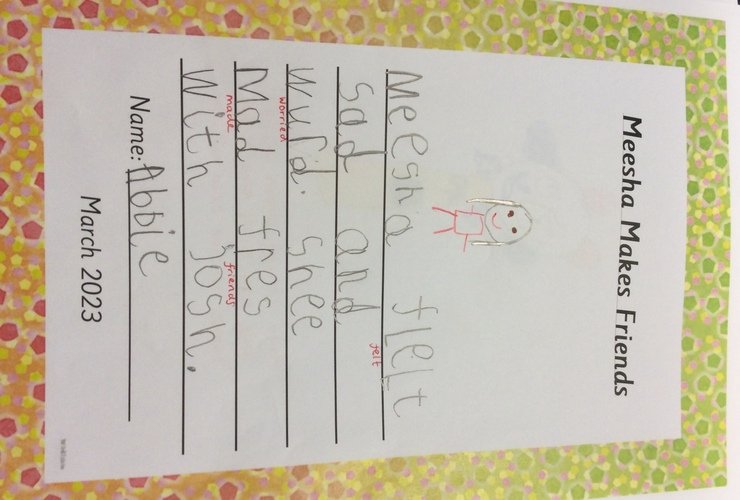 Meesha Makes Friends
Meesha fLeLt
felt
sad and
wurd. shee
worried
Mad fres
made friends
with Josh.
Name: Abbie
March 2023